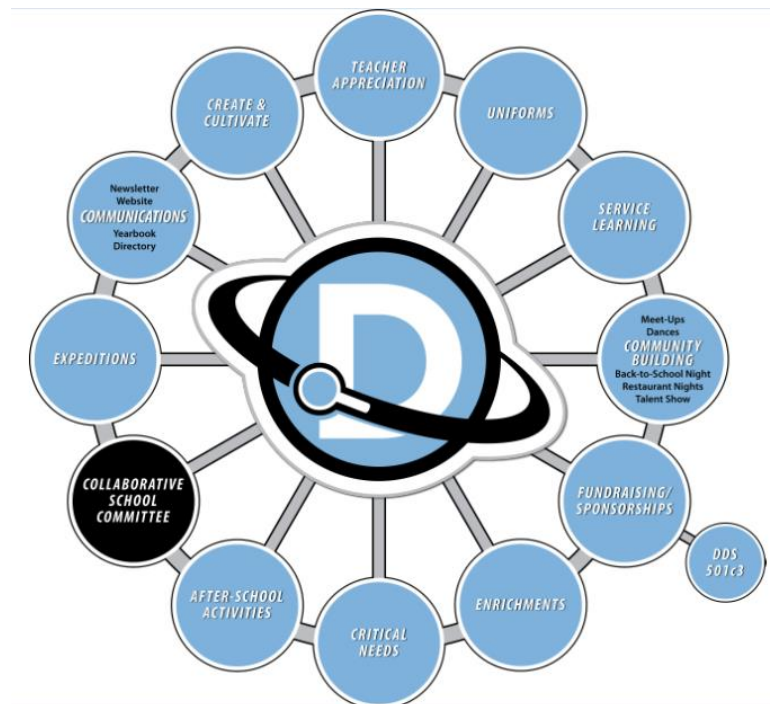 TEACHER
APPRECIATION
UNIFORMS
SERVICE
LEARNING
Meet-Ups
Dances
COMMUNITY
BUILDING
Back-to-School Night
Restaurant Nights
Talent Show
FUNDRAISING/
SPONSORSHIPS
DDS
501c3
ENRICHMENTS
CRITICAL
NEEDS
AFTER-SCHOOL
ACTIVITIES
COLLABORATIVE
SCHOOL
COMMITTEE
EXPEDITIONS
Newsletter
Website
COMMUNICATIONS
Yearbook
Directory
CREATE &
CULTIVATE
D